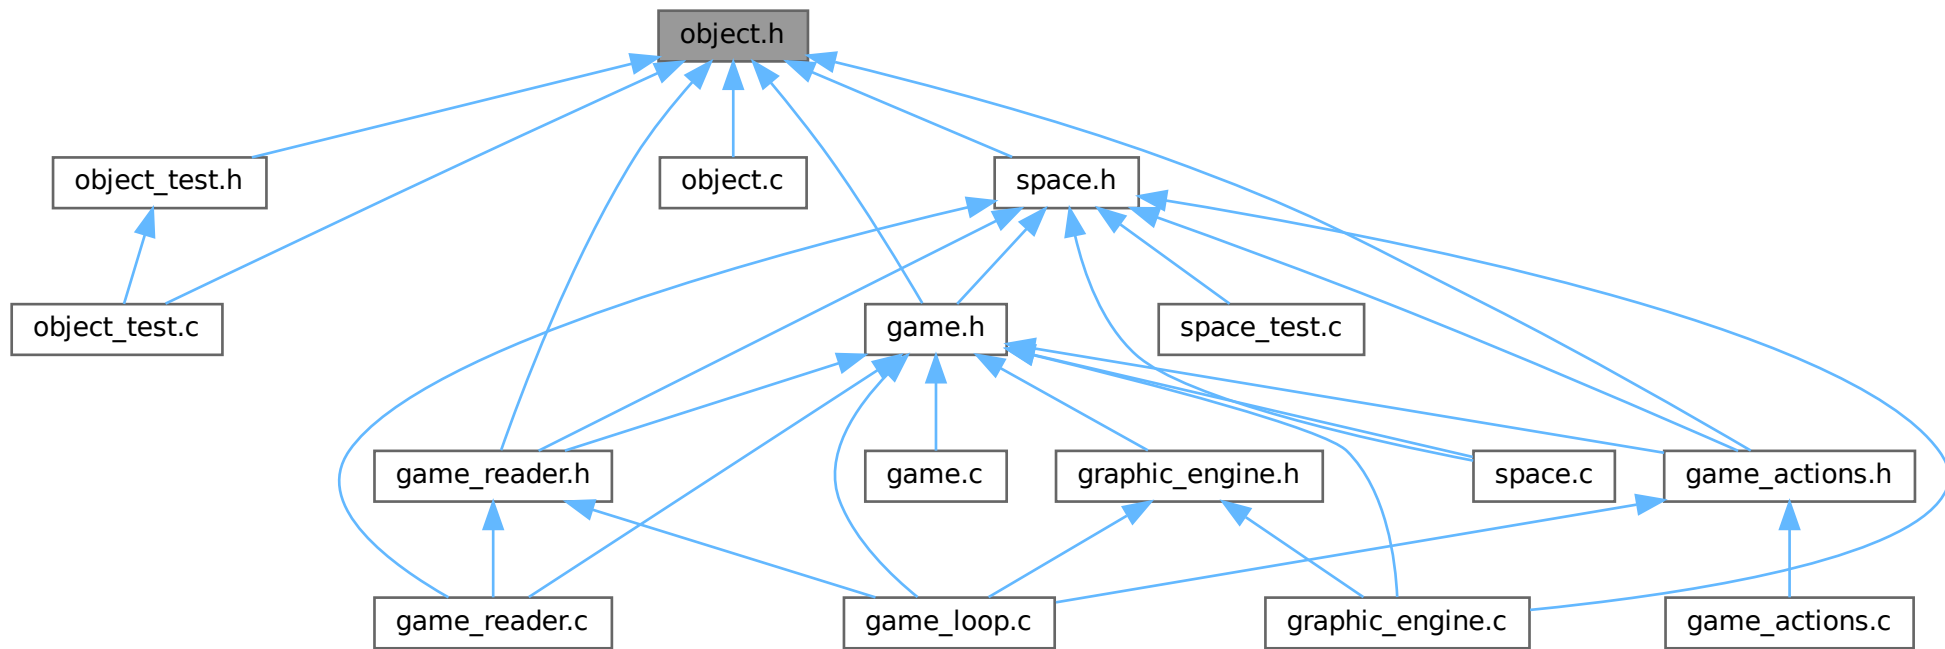 object.h
object_test.h
object.c
space.h
object_test.c
game.h
space_test.c
game_reader.h
game.c
graphic_engine.h
space.c
game_actions.h
game_reader.c
game_loop.c
graphic_engine.c
game_actions.c